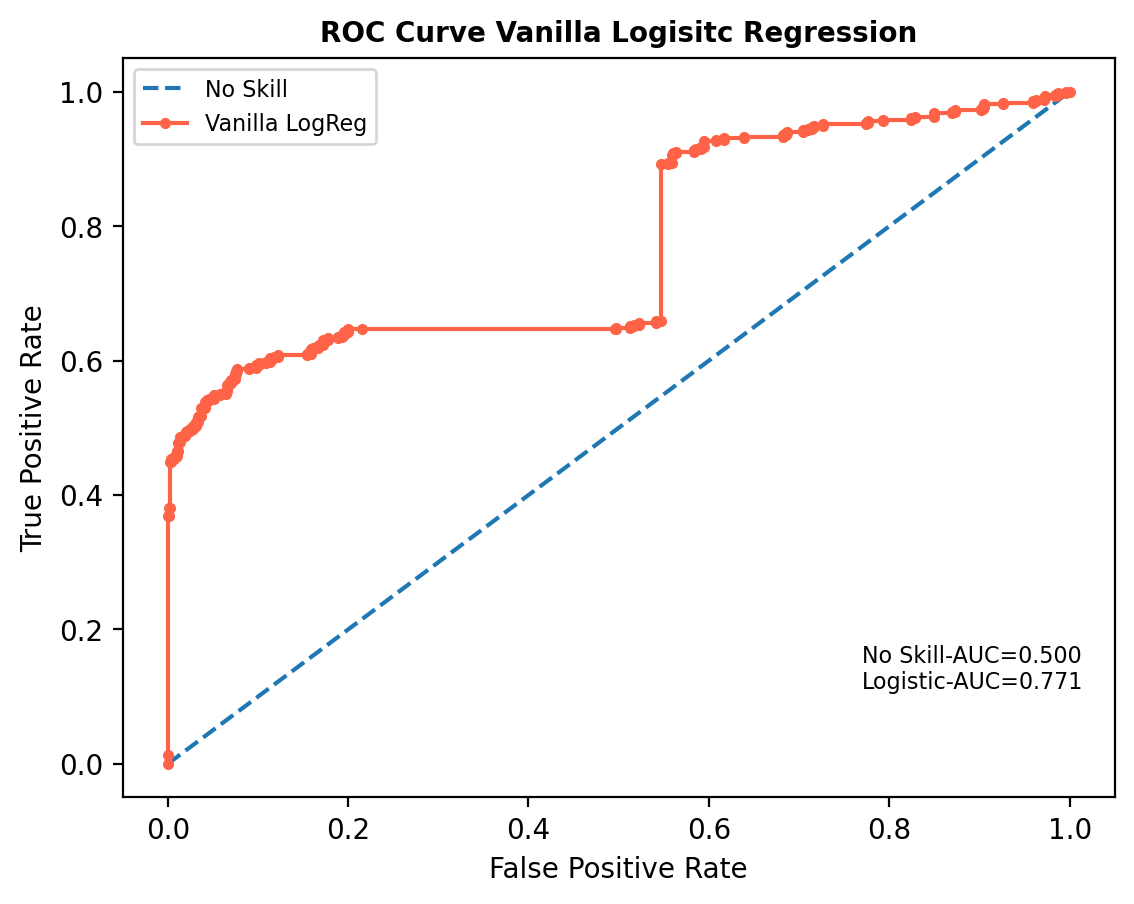 ROC Curve Vanilla Logisitc Regression
No Skill
Vanilla LogReg
1.0
0.8
0.6
0.4
0.2
0.0
True Positive Rate
No Skill-AUC=0.500
Logistic-AUC=0.771
0.0 0.2 0.4 0.6 0.8 1.0
False Positive Rate